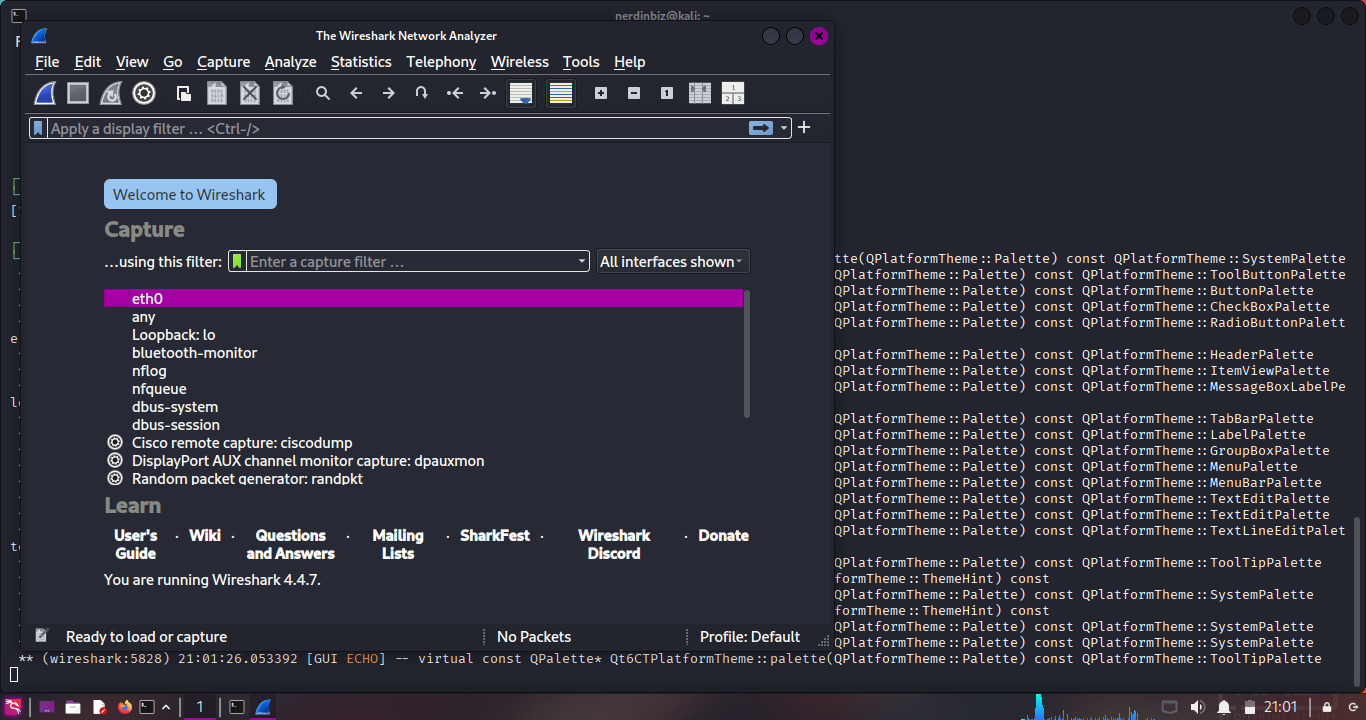 nerdinbiz@kali: ~
The Wireshark Network Analyzer
File Edit View Go Capture Analyze Statistics Telephony Wireless Tools Help
Apply a display filter … <Ctrl-/>
Welcome to Wireshark
Capture
…using this filter: Enter a capture filter … All interfaces shown
eth0
any
Loopback: lo
bluetooth-monitor
nflog
nfqueue
dbus-system
dbus-session
Cisco remote capture: ciscodump
DisplayPort AUX channel monitor capture: dpauxmon
Random packet generator: randpkt
Learn
User's Guide · Wiki · Questions and Answers · Mailing Lists · SharkFest · Wireshark Discord · Donate
You are running Wireshark 4.4.7.
Ready to load or capture No Packets Profile: Default
tte(QPlatformTheme::Palette) const QPlatformTheme::SystemPalette
QPlatformTheme::Palette) const QPlatformTheme::ToolButtonPalette
QPlatformTheme::Palette) const QPlatformTheme::ButtonPalette
QPlatformTheme::Palette) const QPlatformTheme::CheckBoxPalette
QPlatformTheme::Palette) const QPlatformTheme::RadioButtonPalett
e
QPlatformTheme::Palette) const QPlatformTheme::HeaderPalette
QPlatformTheme::Palette) const QPlatformTheme::ItemViewPalette
QPlatformTheme::Palette) const QPlatformTheme::MessageBoxLabelPe
QPlatformTheme::Palette) const QPlatformTheme::TabBarPalette
QPlatformTheme::Palette) const QPlatformTheme::LabelPalette
QPlatformTheme::Palette) const QPlatformTheme::GroupBoxPalette
QPlatformTheme::Palette) const QPlatformTheme::MenuPalette
QPlatformTheme::Palette) const QPlatformTheme::MenuBarPalette
QPlatformTheme::Palette) const QPlatformTheme::TextEditPalette
QPlatformTheme::Palette) const QPlatformTheme::TextEditPalette
QPlatformTheme::Palette) const QPlatformTheme::TextLineEditPalet
te
QPlatformTheme::Palette) const QPlatformTheme::ToolTipPalette
formTheme::ThemeHint) const
QPlatformTheme::Palette) const QPlatformTheme::SystemPalette
formTheme::ThemeHint) const
QPlatformTheme::Palette) const QPlatformTheme::SystemPalette
QPlatformTheme::Palette) const QPlatformTheme::SystemPalette
** (wireshark:5828) 21:01:26.053392 [GUI ECHO] -- virtual const QPalette* Qt6CTPlatformTheme::palette(QPlatformTheme::Palette) const QPlatformTheme::ToolTipPalette
1
21:01